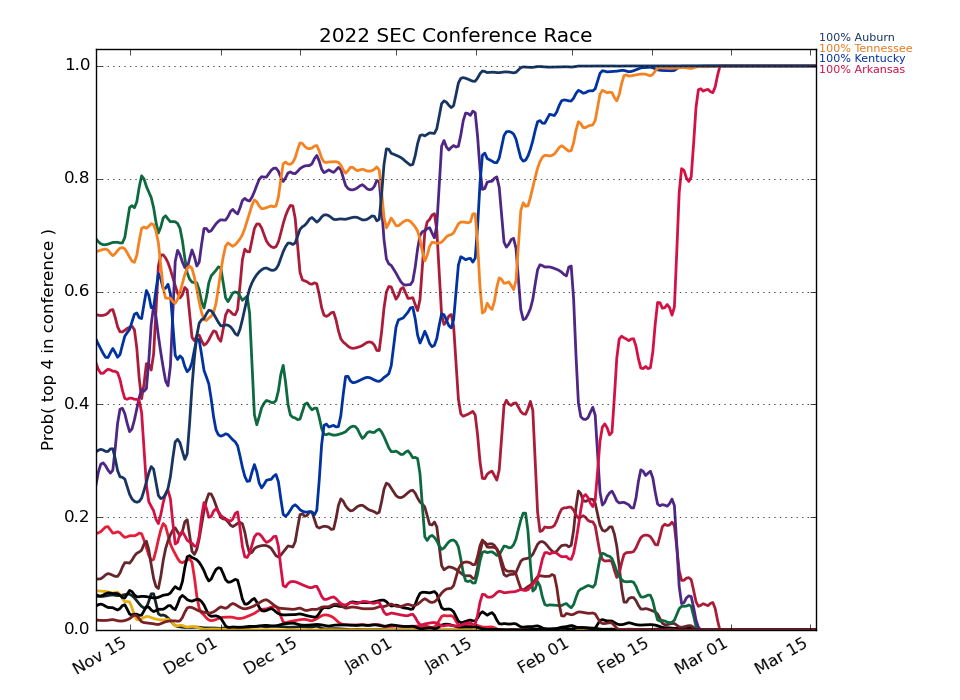 2022 SEC Conference Race
100% Auburn
100% Tennessee
100% Kentucky
100% Arkansas
Prob( top 4 in conference )
1.0
0.8
0.6
0.4
0.2
0.0
Nov 15
Dec 01
Dec 15
Jan 01
Jan 15
Feb 01
Feb 15
Mar 01
Mar 15